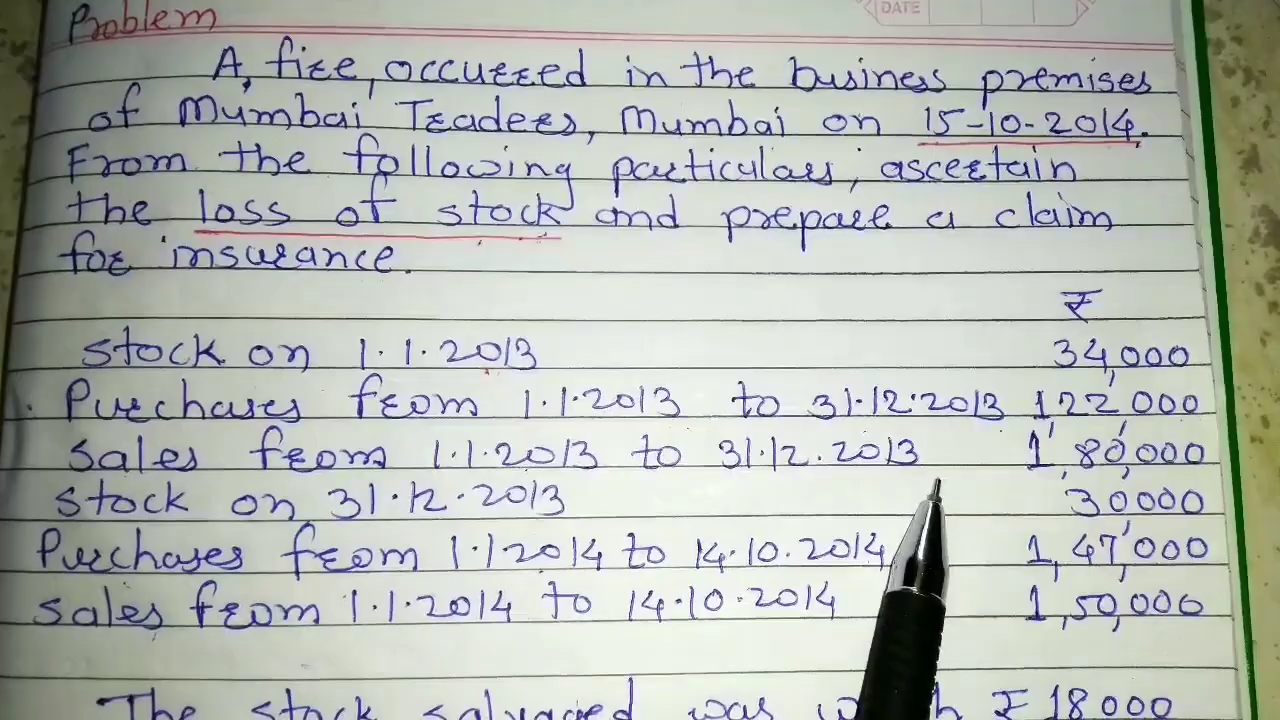 DATE
Problem
A fire, occurred in the business premises
of Mumbai Traders, Mumbai on 15-10-2014.
From the following particulars, ascertain
the loss of stock and prepare a claim
for insurance.
₹
Stock on 1.1.2013 34,000
Purchases from 1.1.2013 to 31.12.2013 1,22,000
Sales from 1.1.2013 to 31.12.2013 1,80,000
Stock on 31.12.2013 30,000
Purchases from 1.1.2014 to 14.10.2014 1,47,000
Sales from 1.1.2014 to 14.10.2014 1,50,000
The stock salvaged was ₹ 18000